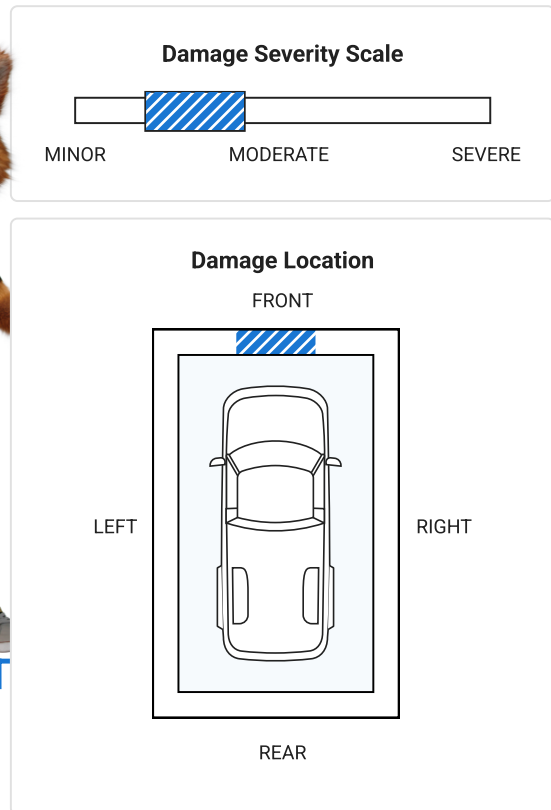 Damage Severity Scale
MINOR MODERATE SEVERE
Damage Location
FRONT
LEFT RIGHT
REAR